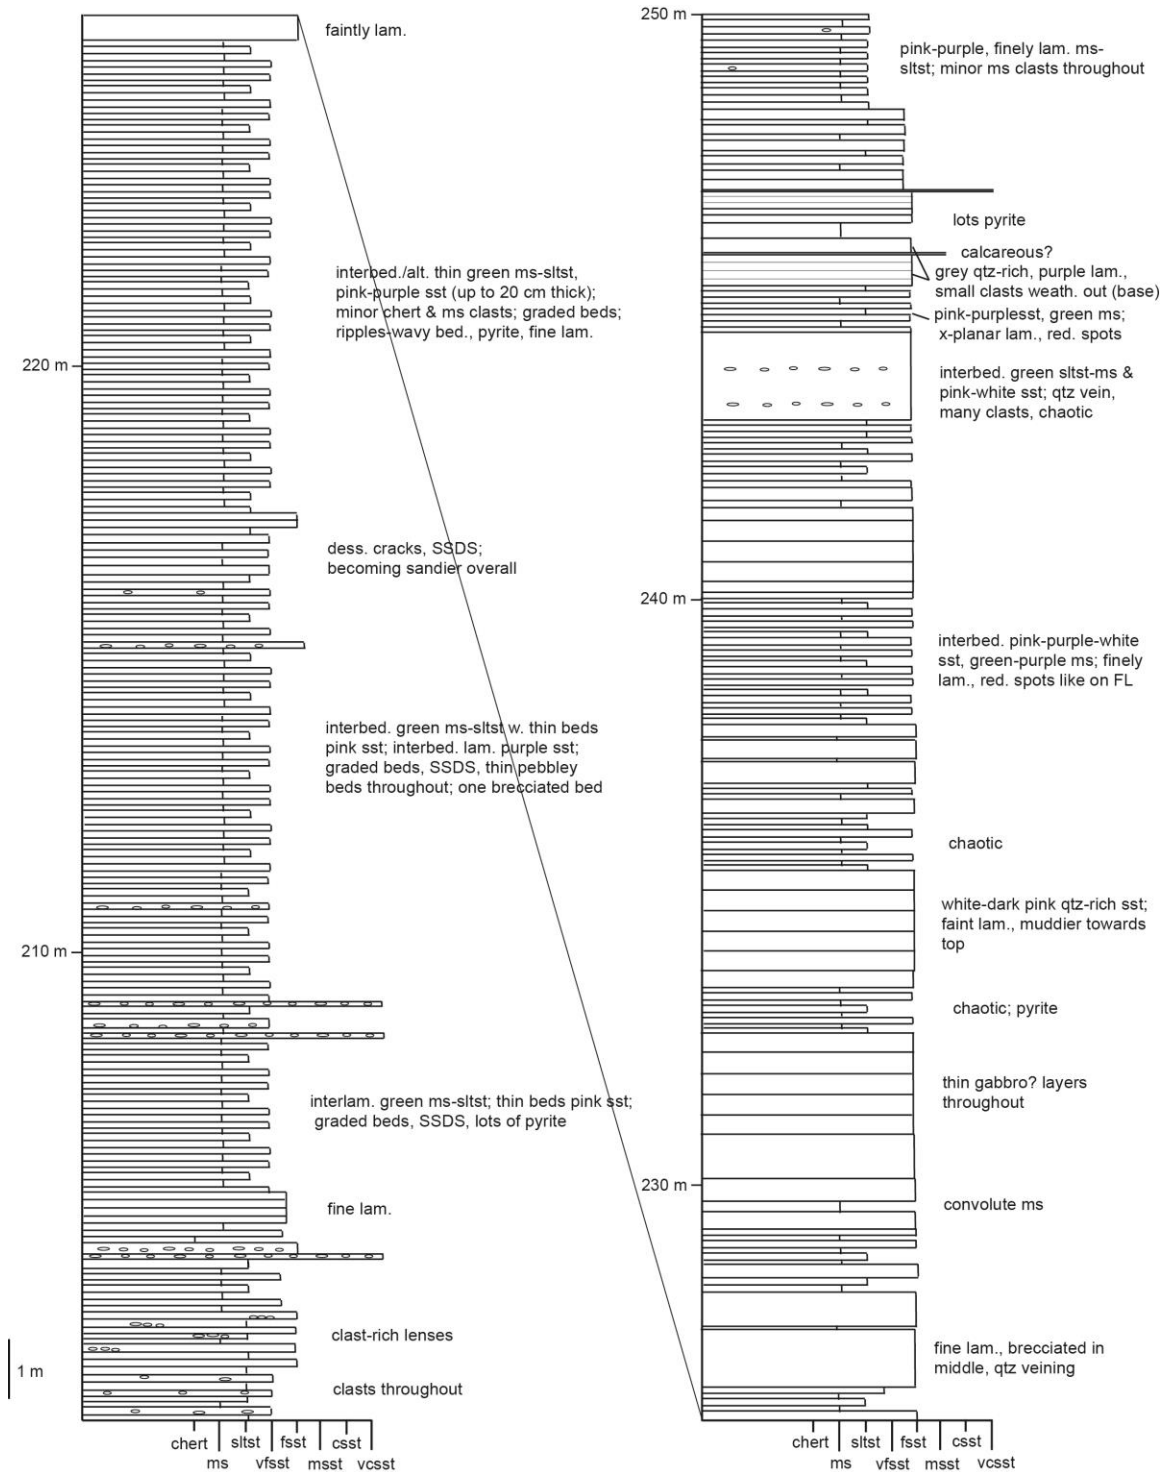 faintly lam.
interbed./alt. thin green ms-sltst,
pink-purple sst (up to 20 cm thick);
minor chert & ms clasts; graded beds;
ripples-wavy bed., pyrite, fine lam.
220 m
dess. cracks, SSDS;
becoming sandier overall
interbed. green ms-sltst w. thin beds
pink sst; interbed. lam. purple sst;
graded beds, SSDS, thin pebbley
beds throughout; one brecciated bed
210 m
interlam. green ms-sltst; thin beds pink sst;
graded beds, SSDS, lots of pyrite
fine lam.
clast-rich lenses
1 m
clasts throughout
chert
ms
sltst
vfsst
fsst
msst
csst
vcsst
250 m
pink-purple, finely lam. ms-
sltst; minor ms clasts throughout
lots pyrite
calcareous?
grey qtz-rich, purple lam.,
small clasts weath. out (base)
pink-purplesst, green ms;
x-planar lam., red. spots
interbed. green sltst-ms &
pink-white sst; qtz vein,
many clasts, chaotic
240 m
interbed. pink-purple-white
sst, green-purple ms; finely
lam., red. spots like on FL
chaotic
white-dark pink qtz-rich sst;
faint lam., muddier towards
top
chaotic; pyrite
thin gabbro? layers
throughout
230 m
convolute ms
fine lam., brecciated in
middle, qtz veining
chert
ms
sltst
vfsst
fsst
msst
csst
vcsst